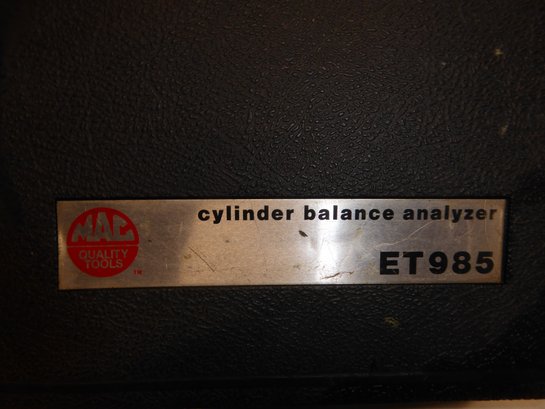 MAC
QUALITY
TOOLS
TM
cylinder balance analyzer
ET985